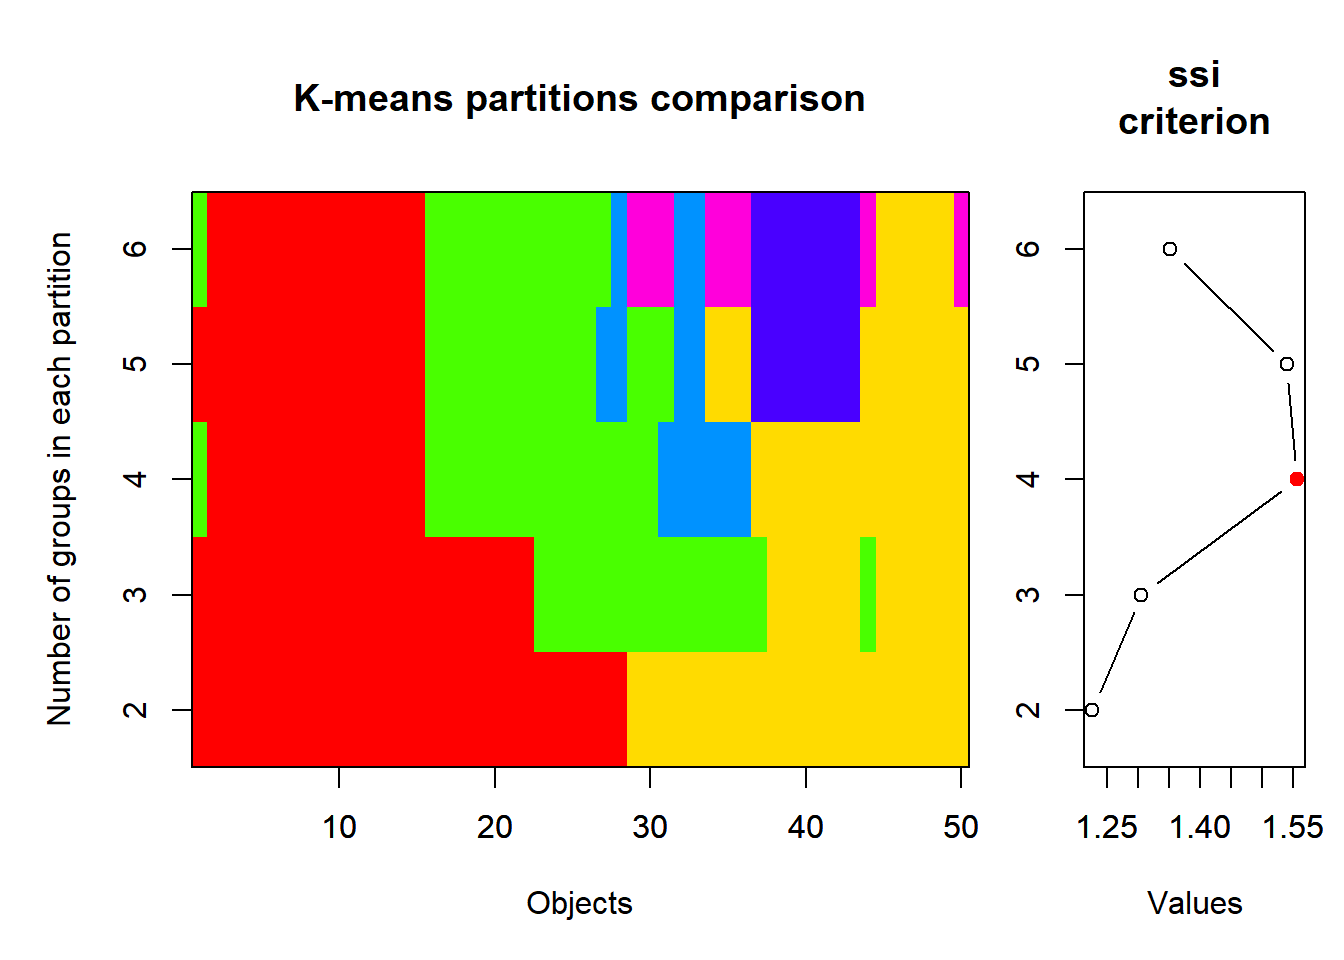 K-means partitions comparison
ssi
criterion
Number of groups in each partition
6
5
4
3
2
10 20 30 40 50
Objects
6
5
4
3
2
1.25 1.40 1.55
Values